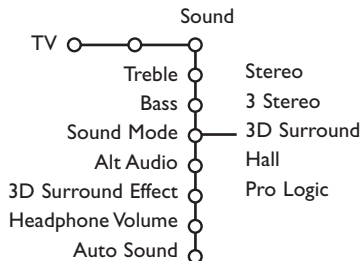 Sound
TV
Treble
Stereo
Bass
3 Stereo
Sound Mode
3D Surround
Alt Audio
Hall
3D Surround Effect
Pro Logic
Headphone Volume
Auto Sound